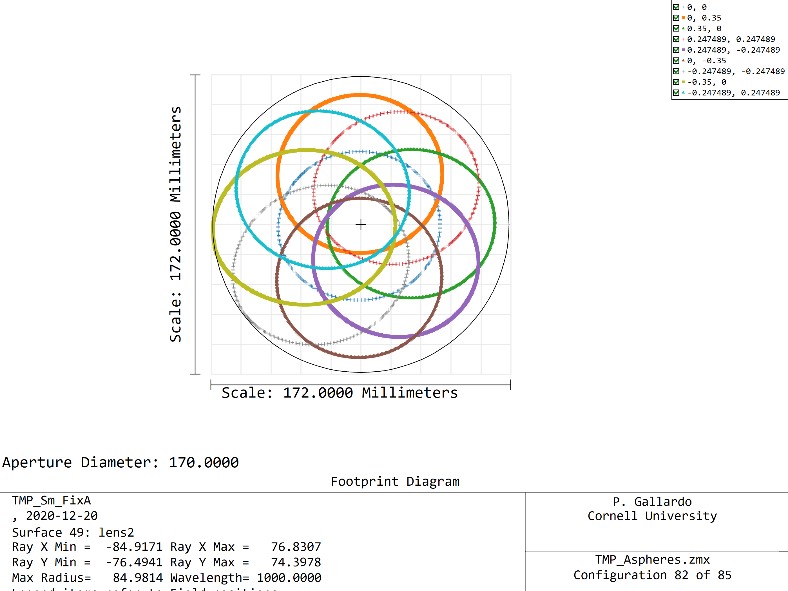 0, 0
0, 0.35
0.35, 0
0.247489, 0.247489
0.247489, -0.247489
0, -0.35
-0.247489, -0.247489
-0.35, 0
-0.247489, 0.247489
Scale: 172.0000 Millimeters
Scale: 172.0000 Millimeters
Aperture Diameter: 170.0000
Footprint Diagram
TMP_Sm_FixA
, 2020-12-20
Surface 49: lens2
Ray X Min = -84.9171 Ray X Max = 76.8307
Ray Y Min = -76.4941 Ray Y Max = 74.3978
Max Radius= 84.9814 Wavelength= 1000.0000
P. Gallardo
Cornell University
TMP_Aspheres.zmx
Configuration 82 of 85